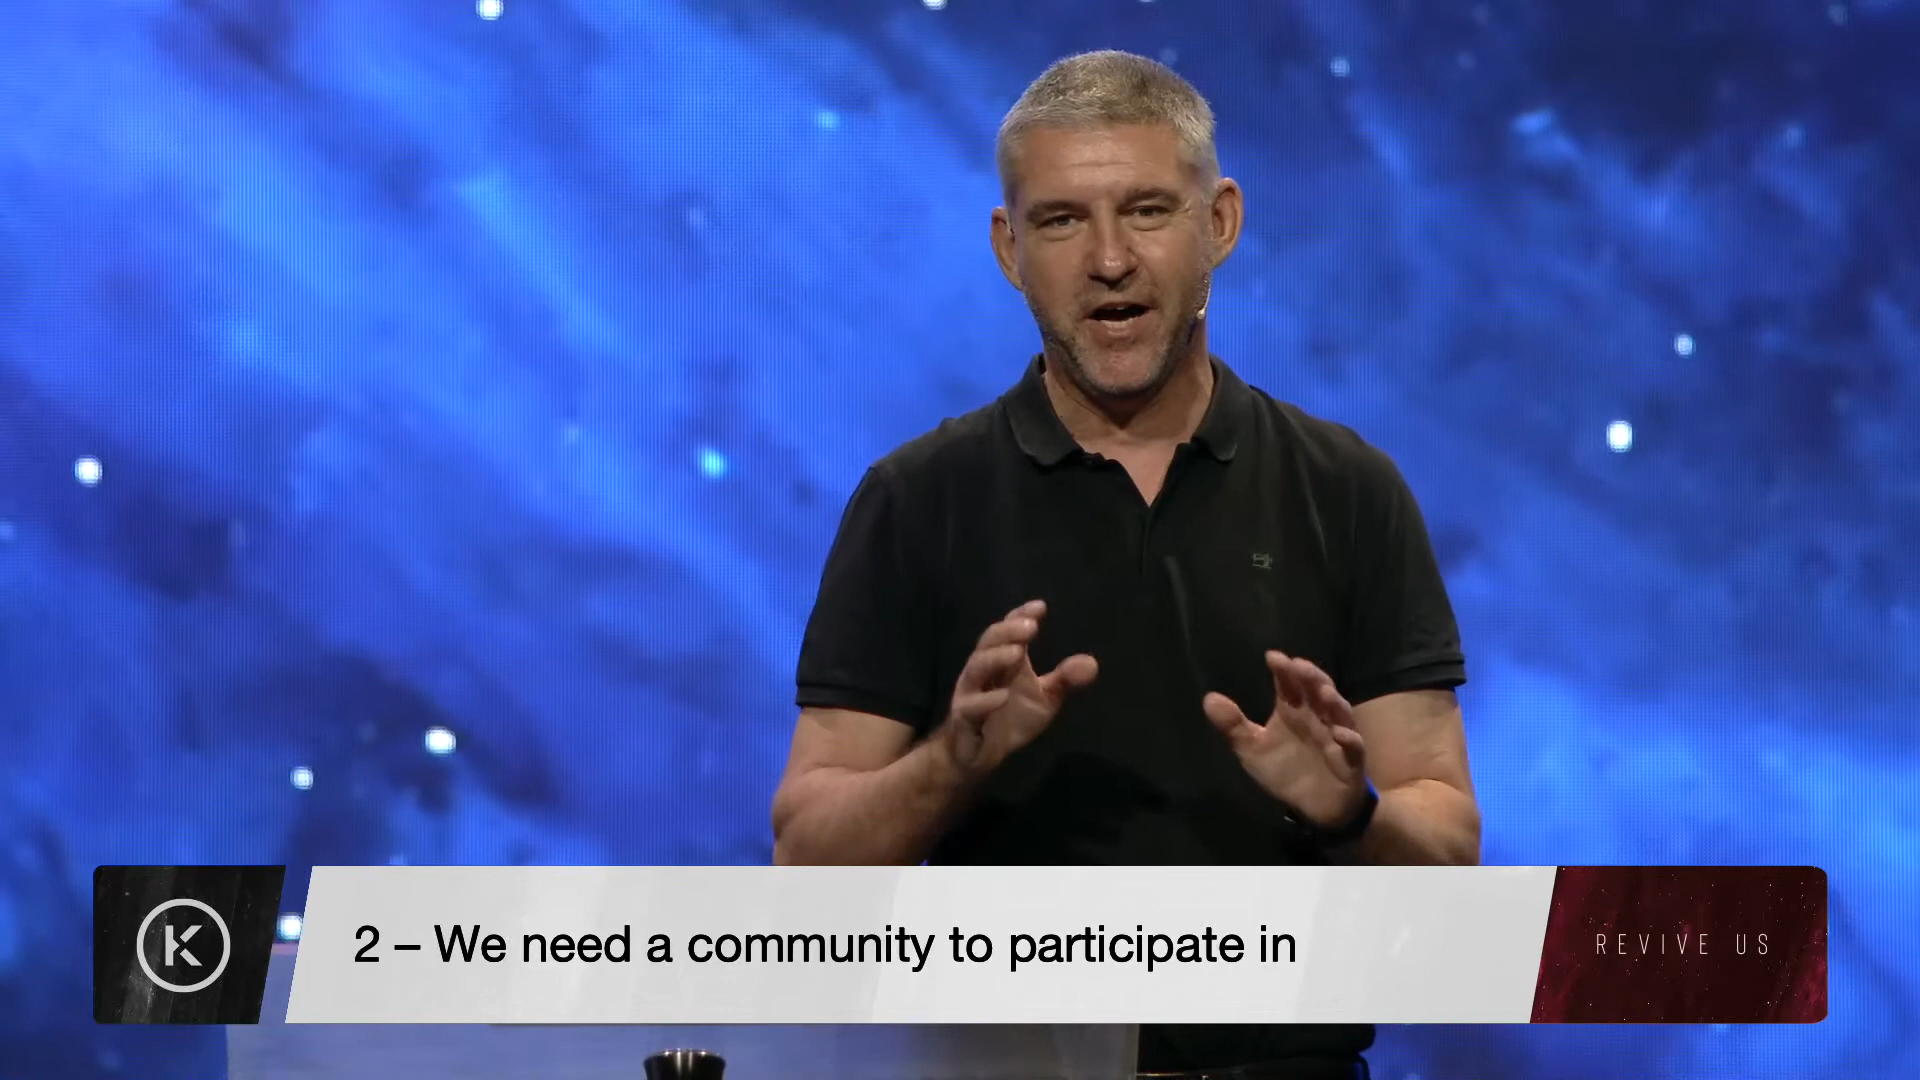 K
2 – We need a community to participate in
REVIVE US